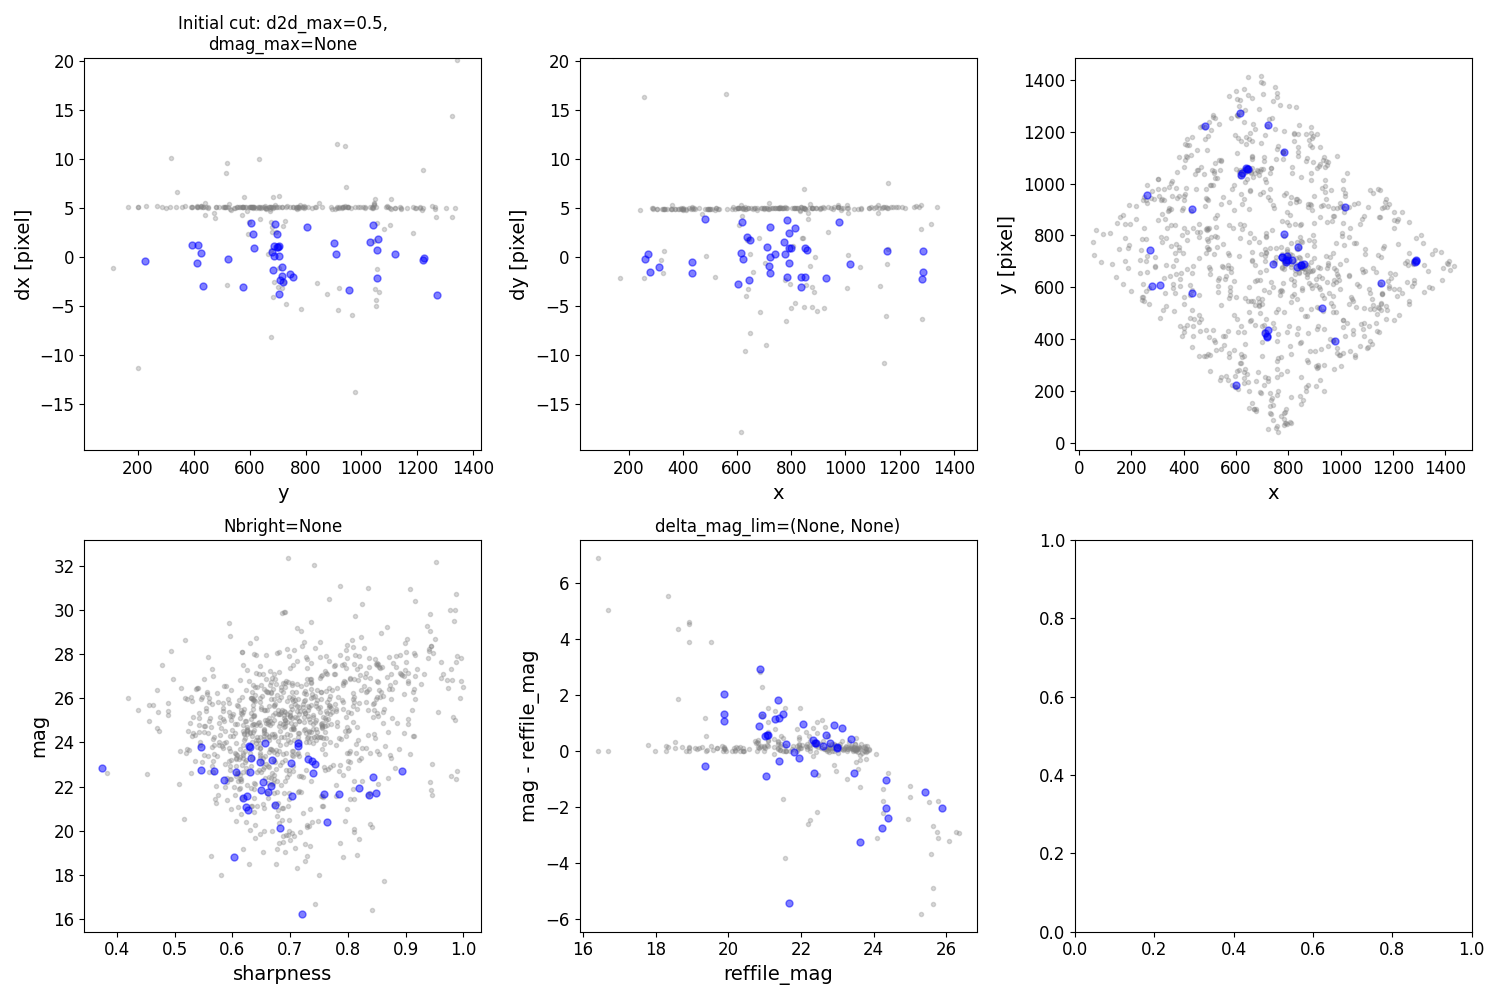 Initial cut: d2d_max=0.5,
dmag_max=None
20
15
10
5
0
−5
−10
−15
dx [pixel]
200 400 600 800 1000 1200 1400
y
20
15
10
5
0
−5
−10
−15
dy [pixel]
200 400 600 800 1000 1200 1400
x
1400
1200
1000
800
600
400
200
0
y [pixel]
0 200 400 600 800 1000 1200 1400
x
Nbright=None
32
30
28
26
24
22
20
18
16
mag
0.4 0.5 0.6 0.7 0.8 0.9 1.0
sharpness
delta_mag_lim=(None, None)
6
4
2
0
−2
−4
−6
mag - reffile_mag
16 18 20 22 24 26
reffile_mag
1.0
0.8
0.6
0.4
0.2
0.0
0.0 0.2 0.4 0.6 0.8 1.0